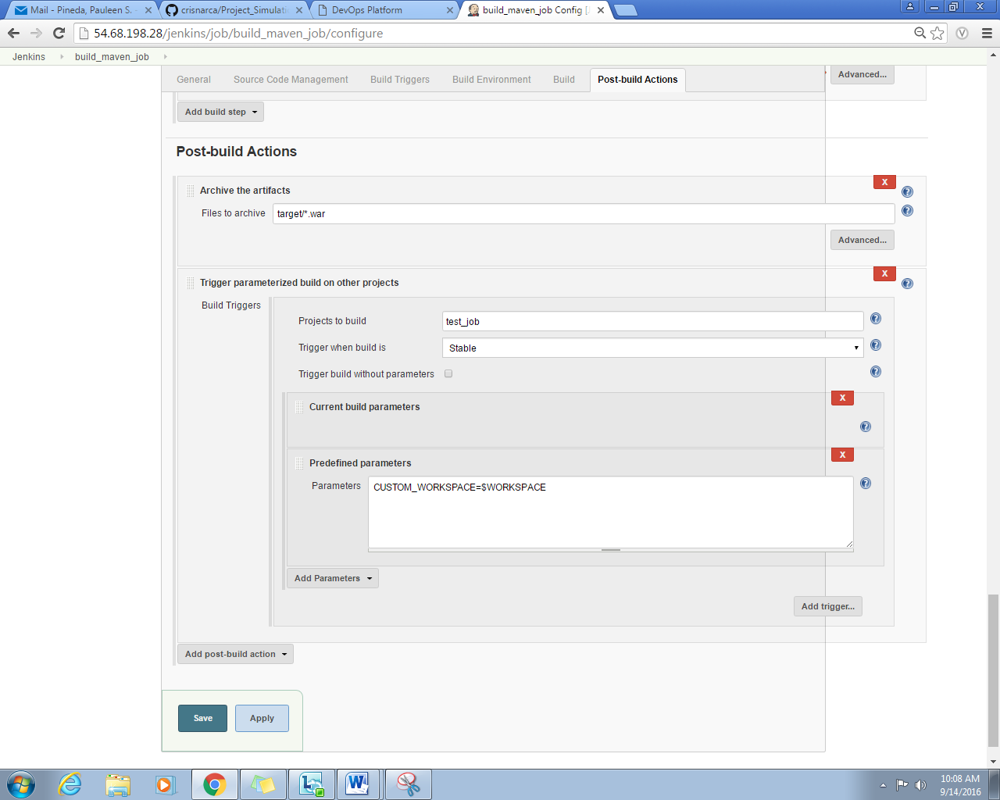 Mail - Pineda, Pauleen S. -
crisnarca/Project_Simulati
DevOps Platform
build_maven_job Config [J
54.68.198.28/jenkins/job/build_maven_job/configure
Jenkins
build_maven_job
General
Source Code Management
Build Triggers
Build Environment
Build
Post-build Actions
Advanced...
Add build step
Post-build Actions
X
Archive the artifacts
Files to archive
target/*.war
Advanced...
X
Trigger parameterized build on other projects
Build Triggers
Projects to build
test_job
Trigger when build is
Stable
Trigger build without parameters
X
Current build parameters
X
Predefined parameters
Parameters
CUSTOM_WORKSPACE=$WORKSPACE
Add Parameters
Add trigger...
Add post-build action
Save
Apply
10:08 AM
9/14/2016